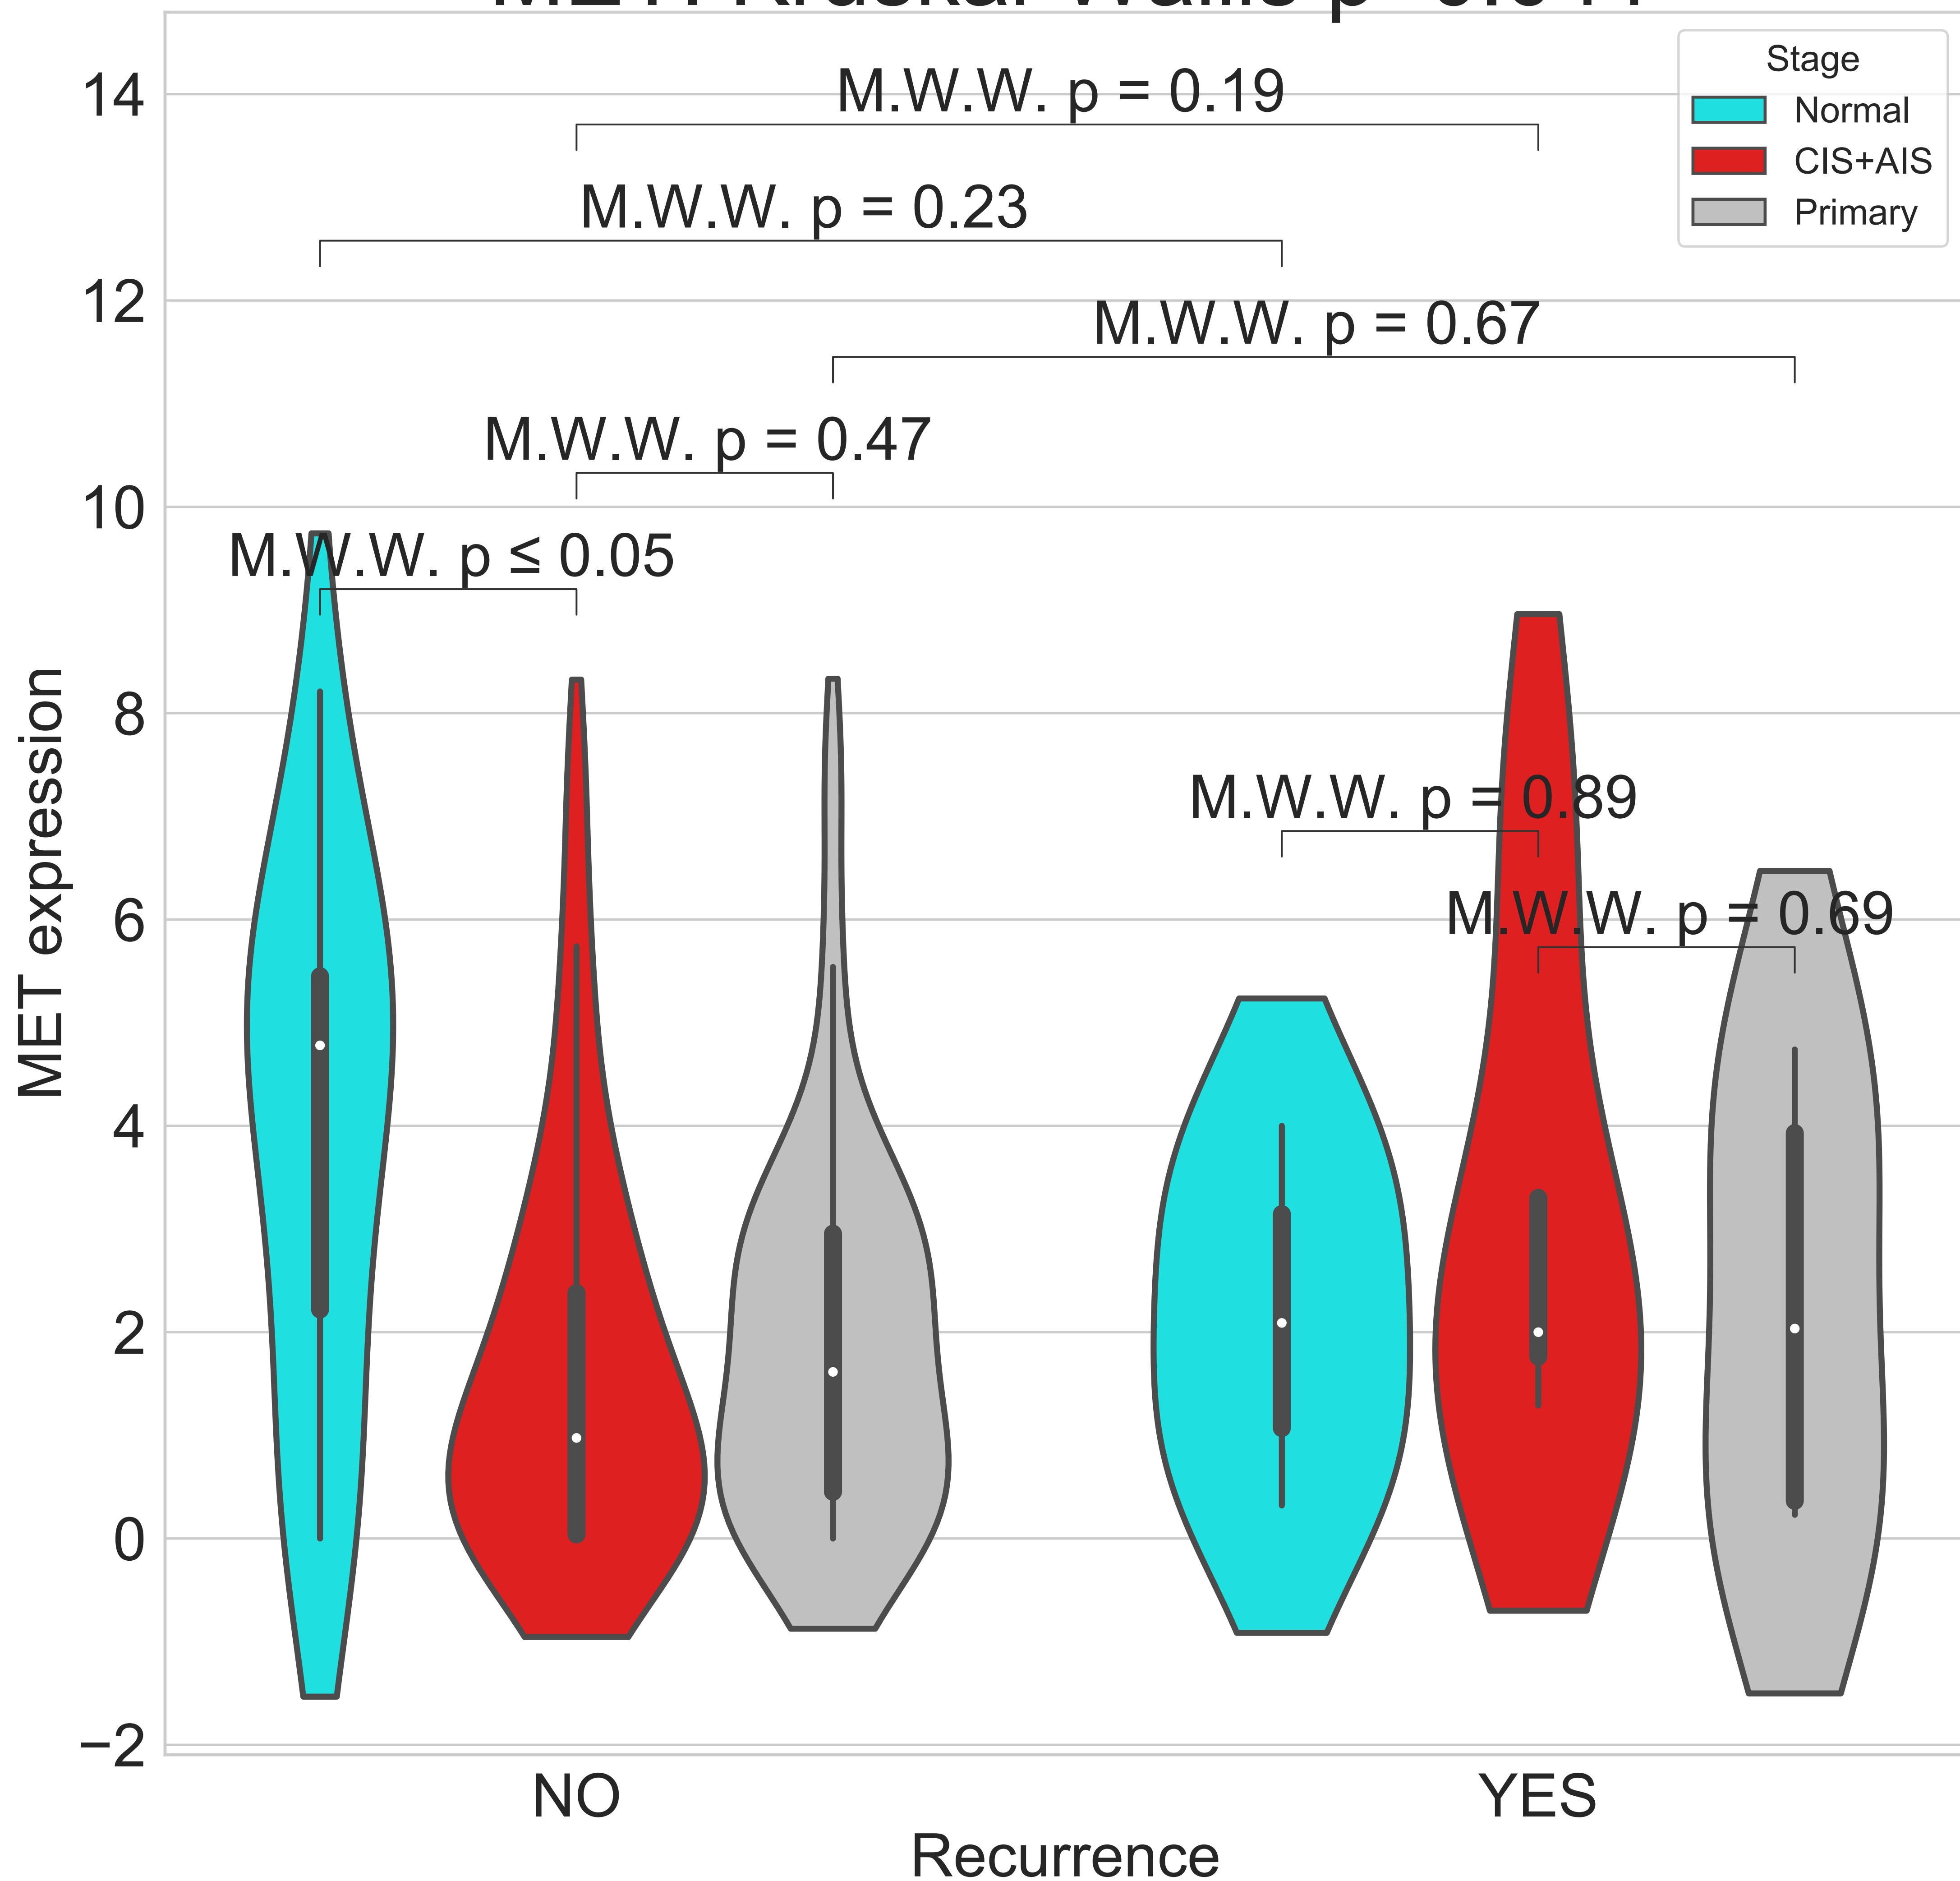 Stage
Normal
CIS+AIS
Primary
M.W.W. p = 0.19
M.W.W. p = 0.23
M.W.W. p = 0.67
M.W.W. p = 0.47
M.W.W. p ≤ 0.05
M.W.W. p = 0.89
M.W.W. p = 0.69
MET expression
14
12
10
8
6
4
2
0
−2
NO
YES
Recurrence